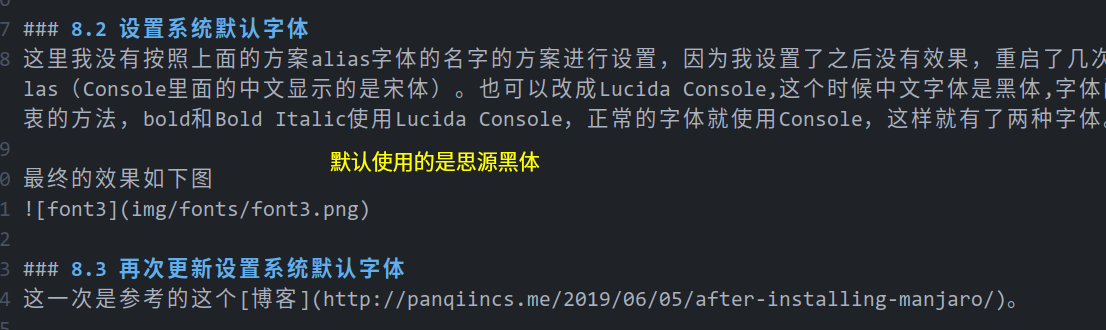 7 ### 8.2 设置系统默认字体
8 这里我没有按照上面的方案alias字体的名字的方案进行设置，因为我设置了之后没有效果，重启了几次
las（Console里面的中文显示的是宋体）。也可以改成Lucida Console,这个时候中文字体是黑体,字体
衷的方法，bold和Bold Italic使用Lucida Console，正常的字体就使用Console，这样就有了两种字体。
9
默认使用的是思源黑体
0 最终的效果如下图
1 ![font3](img/fonts/font3.png)
2
3 ### 8.3 再次更新设置系统默认字体
4 这一次是参考的这个[博客](http://panqiincs.me/2019/06/05/after-installing-manjaro/)。